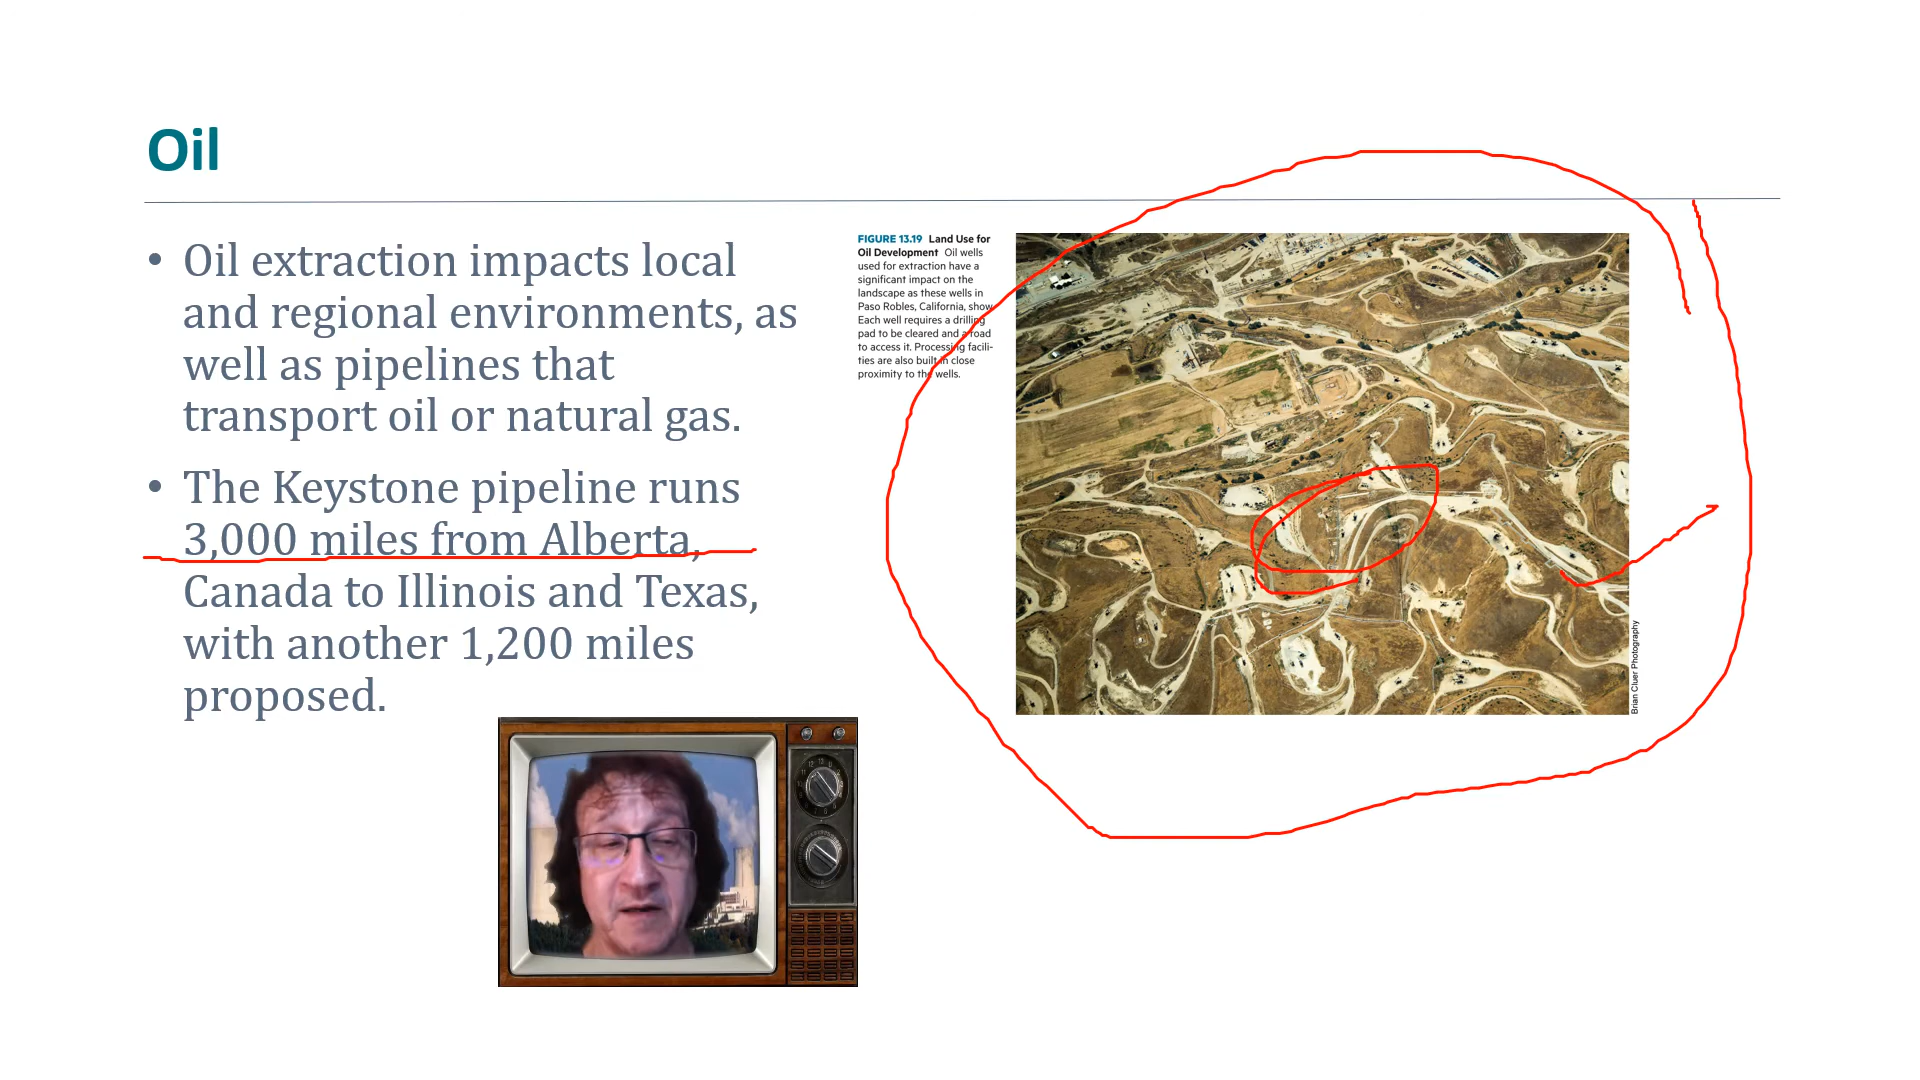 Oil
• Oil extraction impacts local
and regional environments, as
well as pipelines that
transport oil or natural gas.
• The Keystone pipeline runs
3,000 miles from Alberta,
Canada to Illinois and Texas,
with another 1,200 miles
proposed.
FIGURE 13.19 Land Use for
Oil Development Oil wells
used for extraction have a
significant impact on the
landscape as these wells in
Paso Robles, California, show.
Each well requires a drilling
pad to be cleared and a road
to access it. Processing facili-
ties are also built in close
proximity to the wells.
Brian Cluer Photography